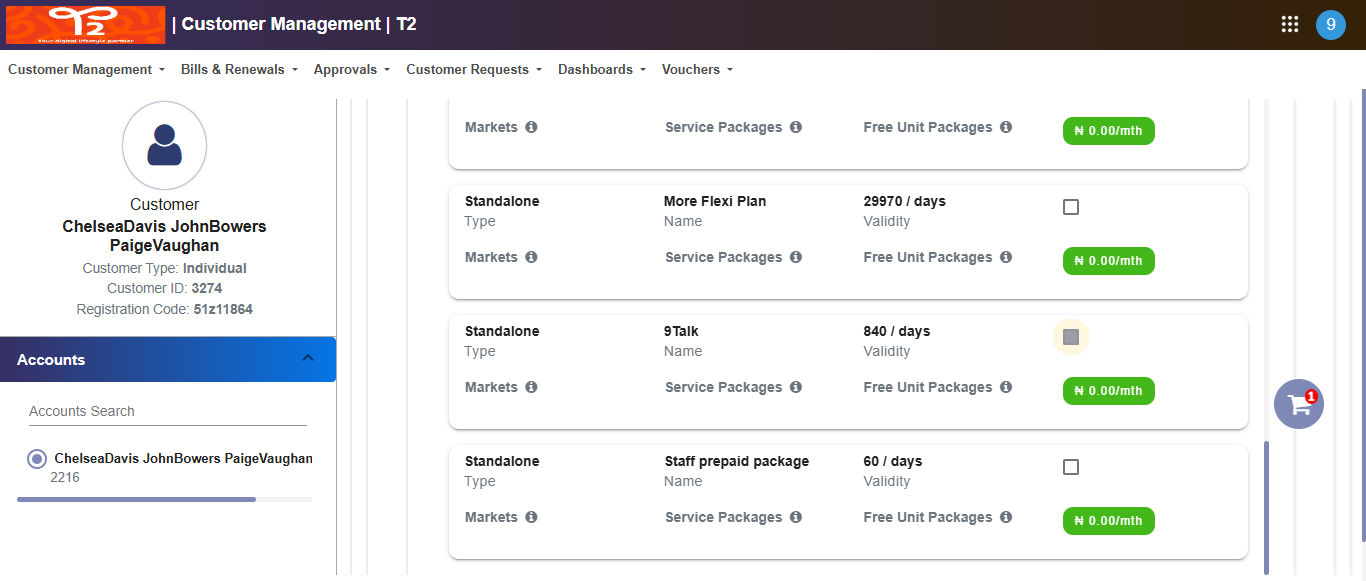 T2
Your digital lifestyle partner
| Customer Management | T2
9
Customer Management
Bills & Renewals
Approvals
Customer Requests
Dashboards
Vouchers
Customer
ChelseaDavis JohnBowers
PaigeVaughan
Customer Type: Individual
Customer ID: 3274
Registration Code: 51z11864
Accounts
Accounts Search
ChelseaDavis JohnBowers PaigeVaughan
2216
Markets
Service Packages
Free Unit Packages
₦ 0.00/mth
Standalone
More Flexi Plan
29970 / days
Type
Name
Validity
Markets
Service Packages
Free Unit Packages
₦ 0.00/mth
Standalone
9Talk
840 / days
Type
Name
Validity
Markets
Service Packages
Free Unit Packages
₦ 0.00/mth
Standalone
Staff prepaid package
60 / days
Type
Name
Validity
Markets
Service Packages
Free Unit Packages
₦ 0.00/mth
1